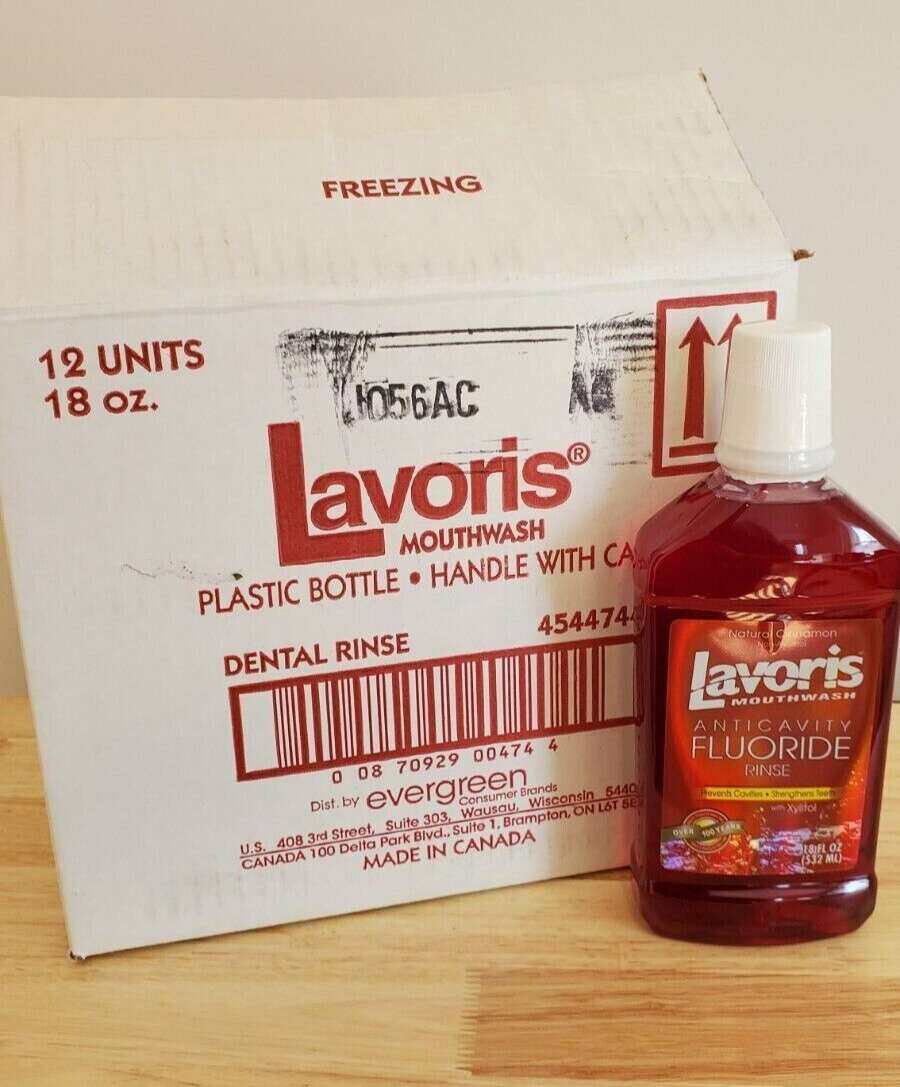 FREEZING
12 UNITS
18 oz.
1056AC
Lavoris®
MOUTHWASH
PLASTIC BOTTLE • HANDLE WITH CA
DENTAL RINSE
454474
0 08 70929 00474 4
Dist. by evergreen
Consumer Brands
U.S. 408 3rd Street, Suite 303, Wausau, Wisconsin 5440
CANADA 100 Delta Park Blvd., Suite 1, Brampton, ON L6T 5E
MADE IN CANADA
Natural Cinnamon
Non-Alcohol
Lavoris
MOUTHWASH
ANTICAVITY
FLUORIDE
RINSE
Prevents Cavities • Strengthens Teeth
with Xylitol
OVER 100 YEARS
18 FL OZ
(532 ML)